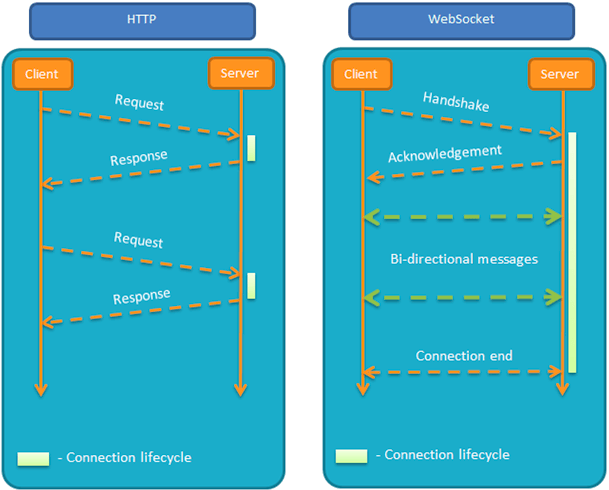 HTTP
Client
Server
Request
Response
Request
Response
- Connection lifecycle
WebSocket
Client
Server
Handshake
Acknowledgement
Bi-directional messages
Connection end
- Connection lifecycle